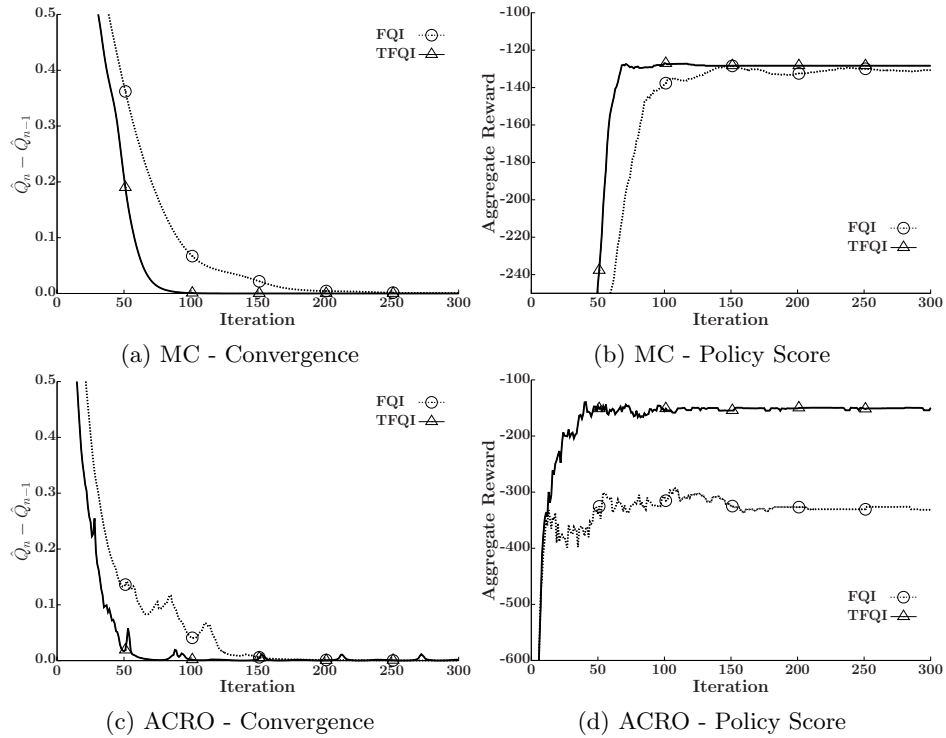 0.5
0.4
0.3
0.2
0.1
0.0
0 50 100 150 200 250 300
Q̂n − Q̂n−1
Iteration
FQI
TFQI
(a) MC - Convergence
-100
-120
-140
-160
-180
-200
-220
-240
0 50 100 150 200 250 300
Aggregate Reward
Iteration
FQI
TFQI
(b) MC - Policy Score
0.5
0.4
0.3
0.2
0.1
0.0
0 50 100 150 200 250 300
Q̂n − Q̂n−1
Iteration
FQI
TFQI
(c) ACRO - Convergence
-100
-200
-300
-400
-500
-600
0 50 100 150 200 250 300
Aggregate Reward
Iteration
FQI
TFQI
(d) ACRO - Policy Score